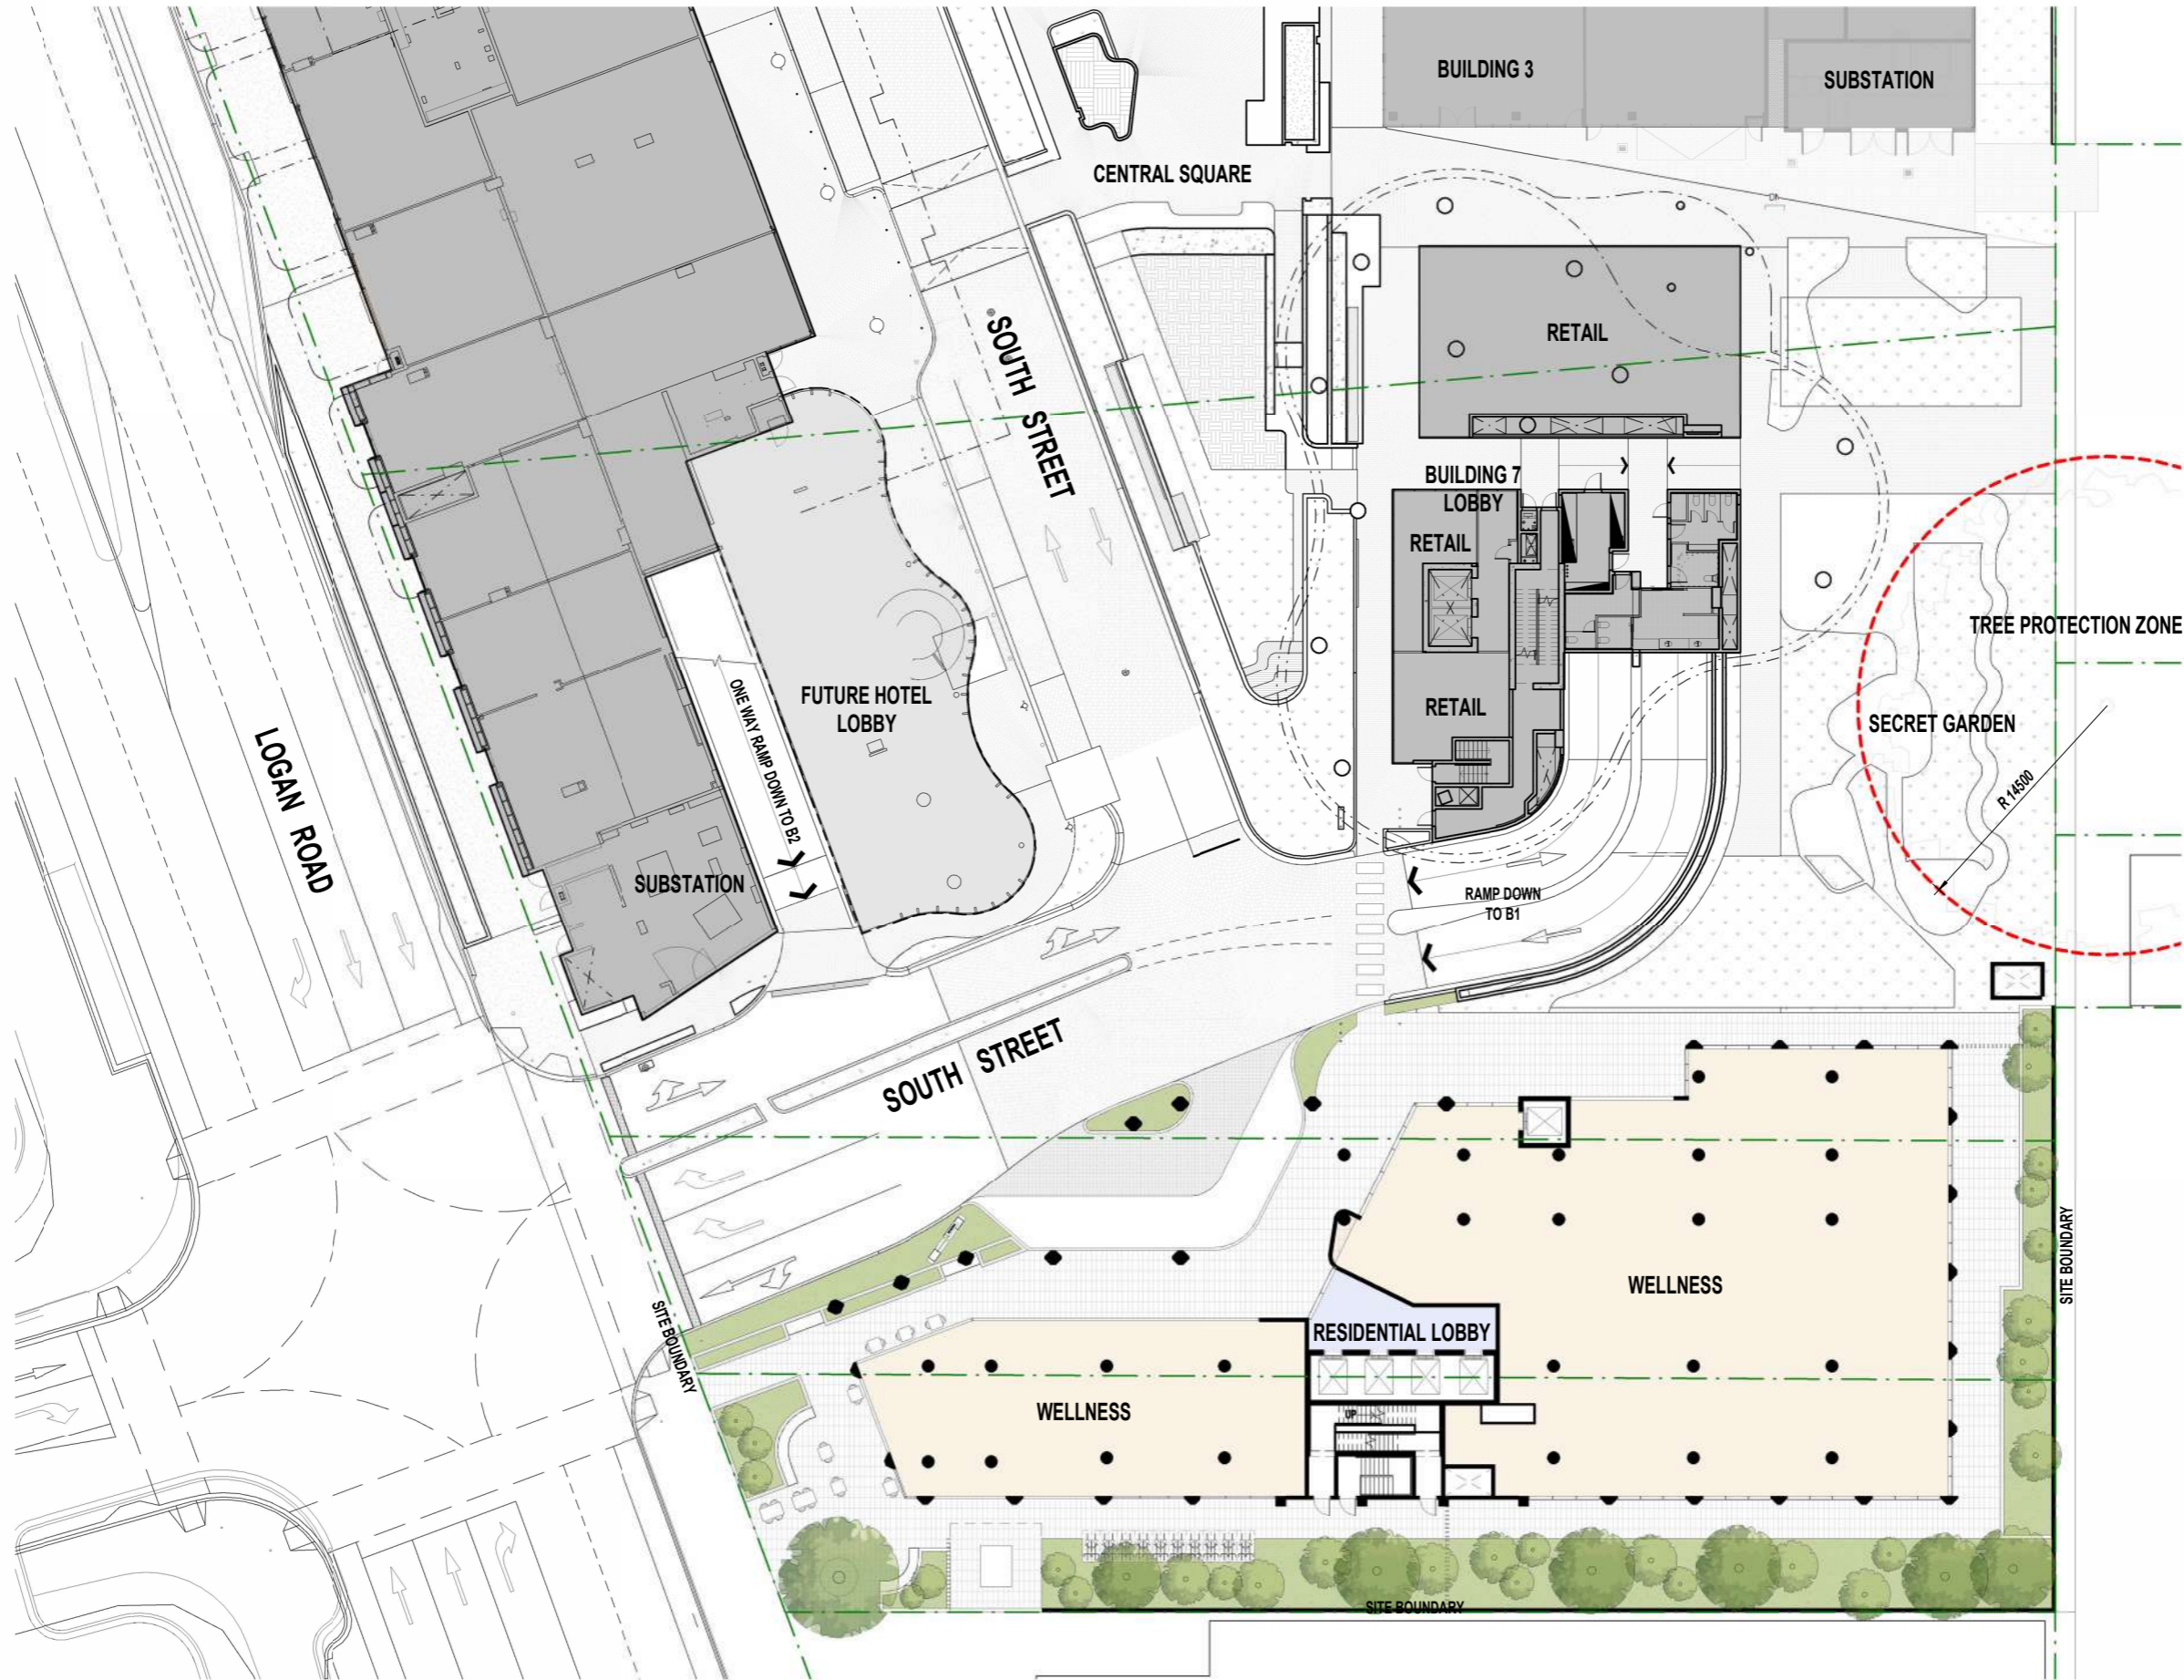 BUILDING 3
SUBSTATION
CENTRAL SQUARE
SOUTH STREET
RETAIL
BUILDING 7
LOBBY
RETAIL
RETAIL
TREE PROTECTION ZONE
SECRET GARDEN
R 14500
FUTURE HOTEL
LOBBY
ONE WAY RAMP DOWN TO B2
LOGAN ROAD
SUBSTATION
RAMP DOWN
TO B1
SOUTH STREET
SITE BOUNDARY
SITE BOUNDARY
WELLNESS
RESIDENTIAL LOBBY
WELLNESS
UP
SITE BOUNDARY